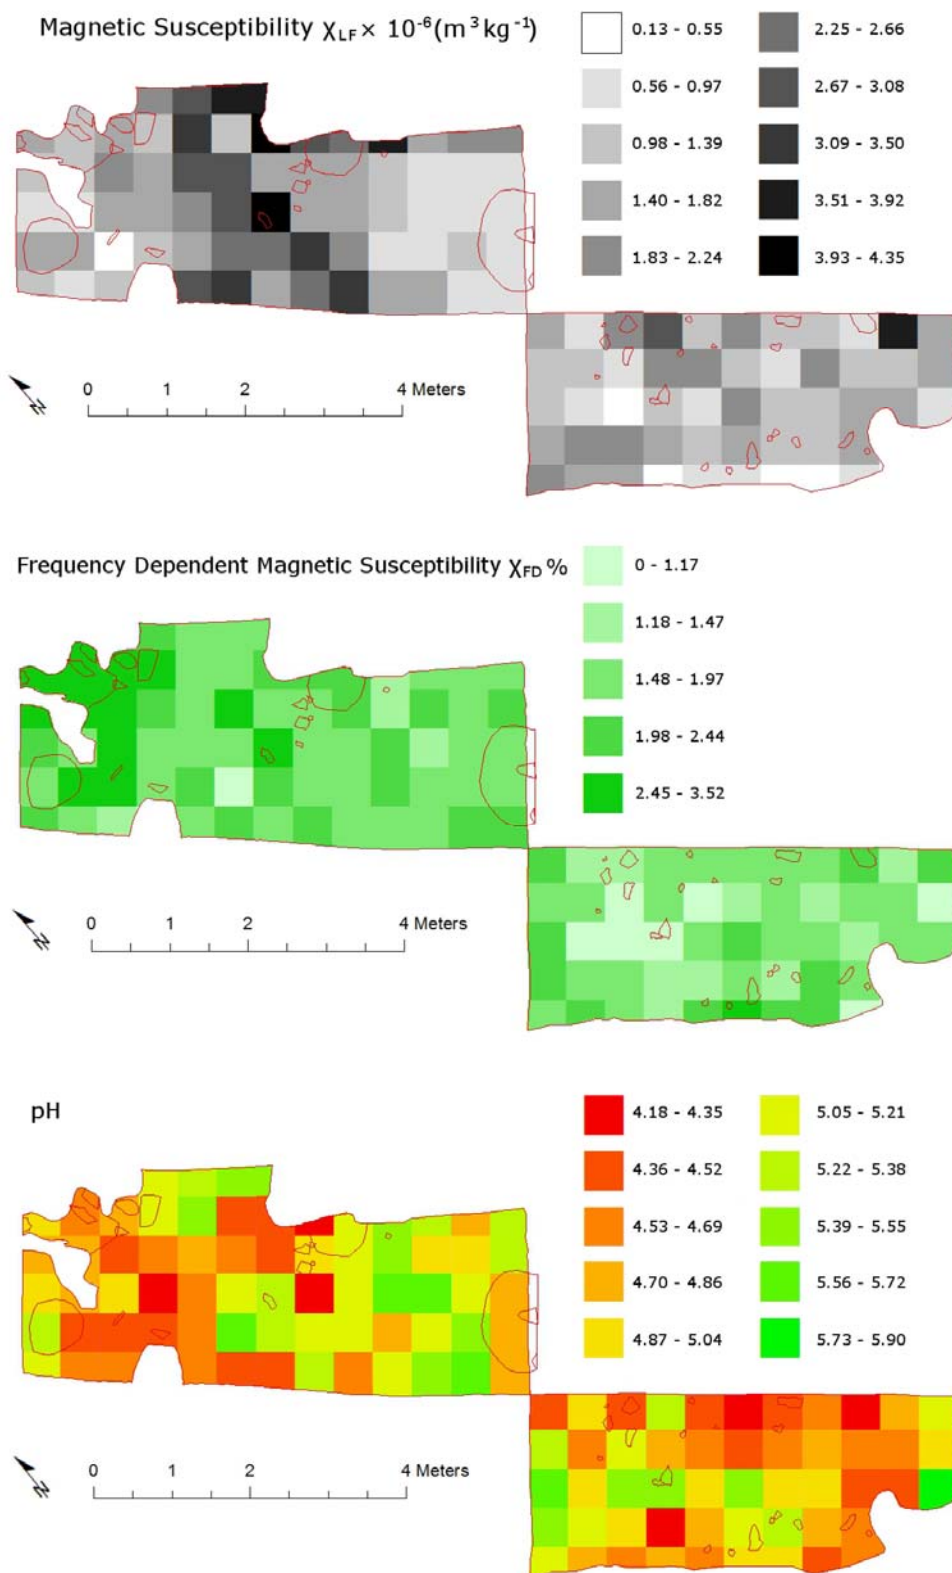 Magnetic Susceptibility χLF × 10⁻⁶(m³kg⁻¹)
0.13 - 0.55
0.56 - 0.97
0.98 - 1.39
1.40 - 1.82
1.83 - 2.24
2.25 - 2.66
2.67 - 3.08
3.09 - 3.50
3.51 - 3.92
3.93 - 4.35
N
0 1 2 4 Meters
Frequency Dependent Magnetic Susceptibility χFD %
0 - 1.17
1.18 - 1.47
1.48 - 1.97
1.98 - 2.44
2.45 - 3.52
N
0 1 2 4 Meters
pH
4.18 - 4.35
4.36 - 4.52
4.53 - 4.69
4.70 - 4.86
4.87 - 5.04
5.05 - 5.21
5.22 - 5.38
5.39 - 5.55
5.56 - 5.72
5.73 - 5.90
N
0 1 2 4 Meters